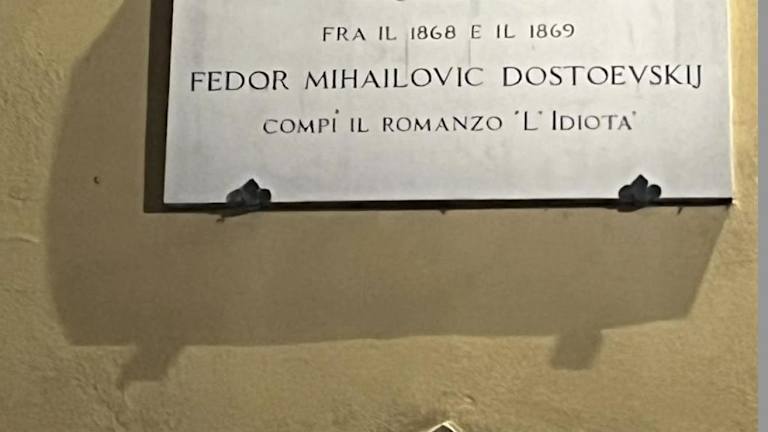 FRA IL 1868 E IL 1869
FEDOR MIHAILOVIC DOSTOEVSKIJ
COMPÌ IL ROMANZO "L'IDIOTA"